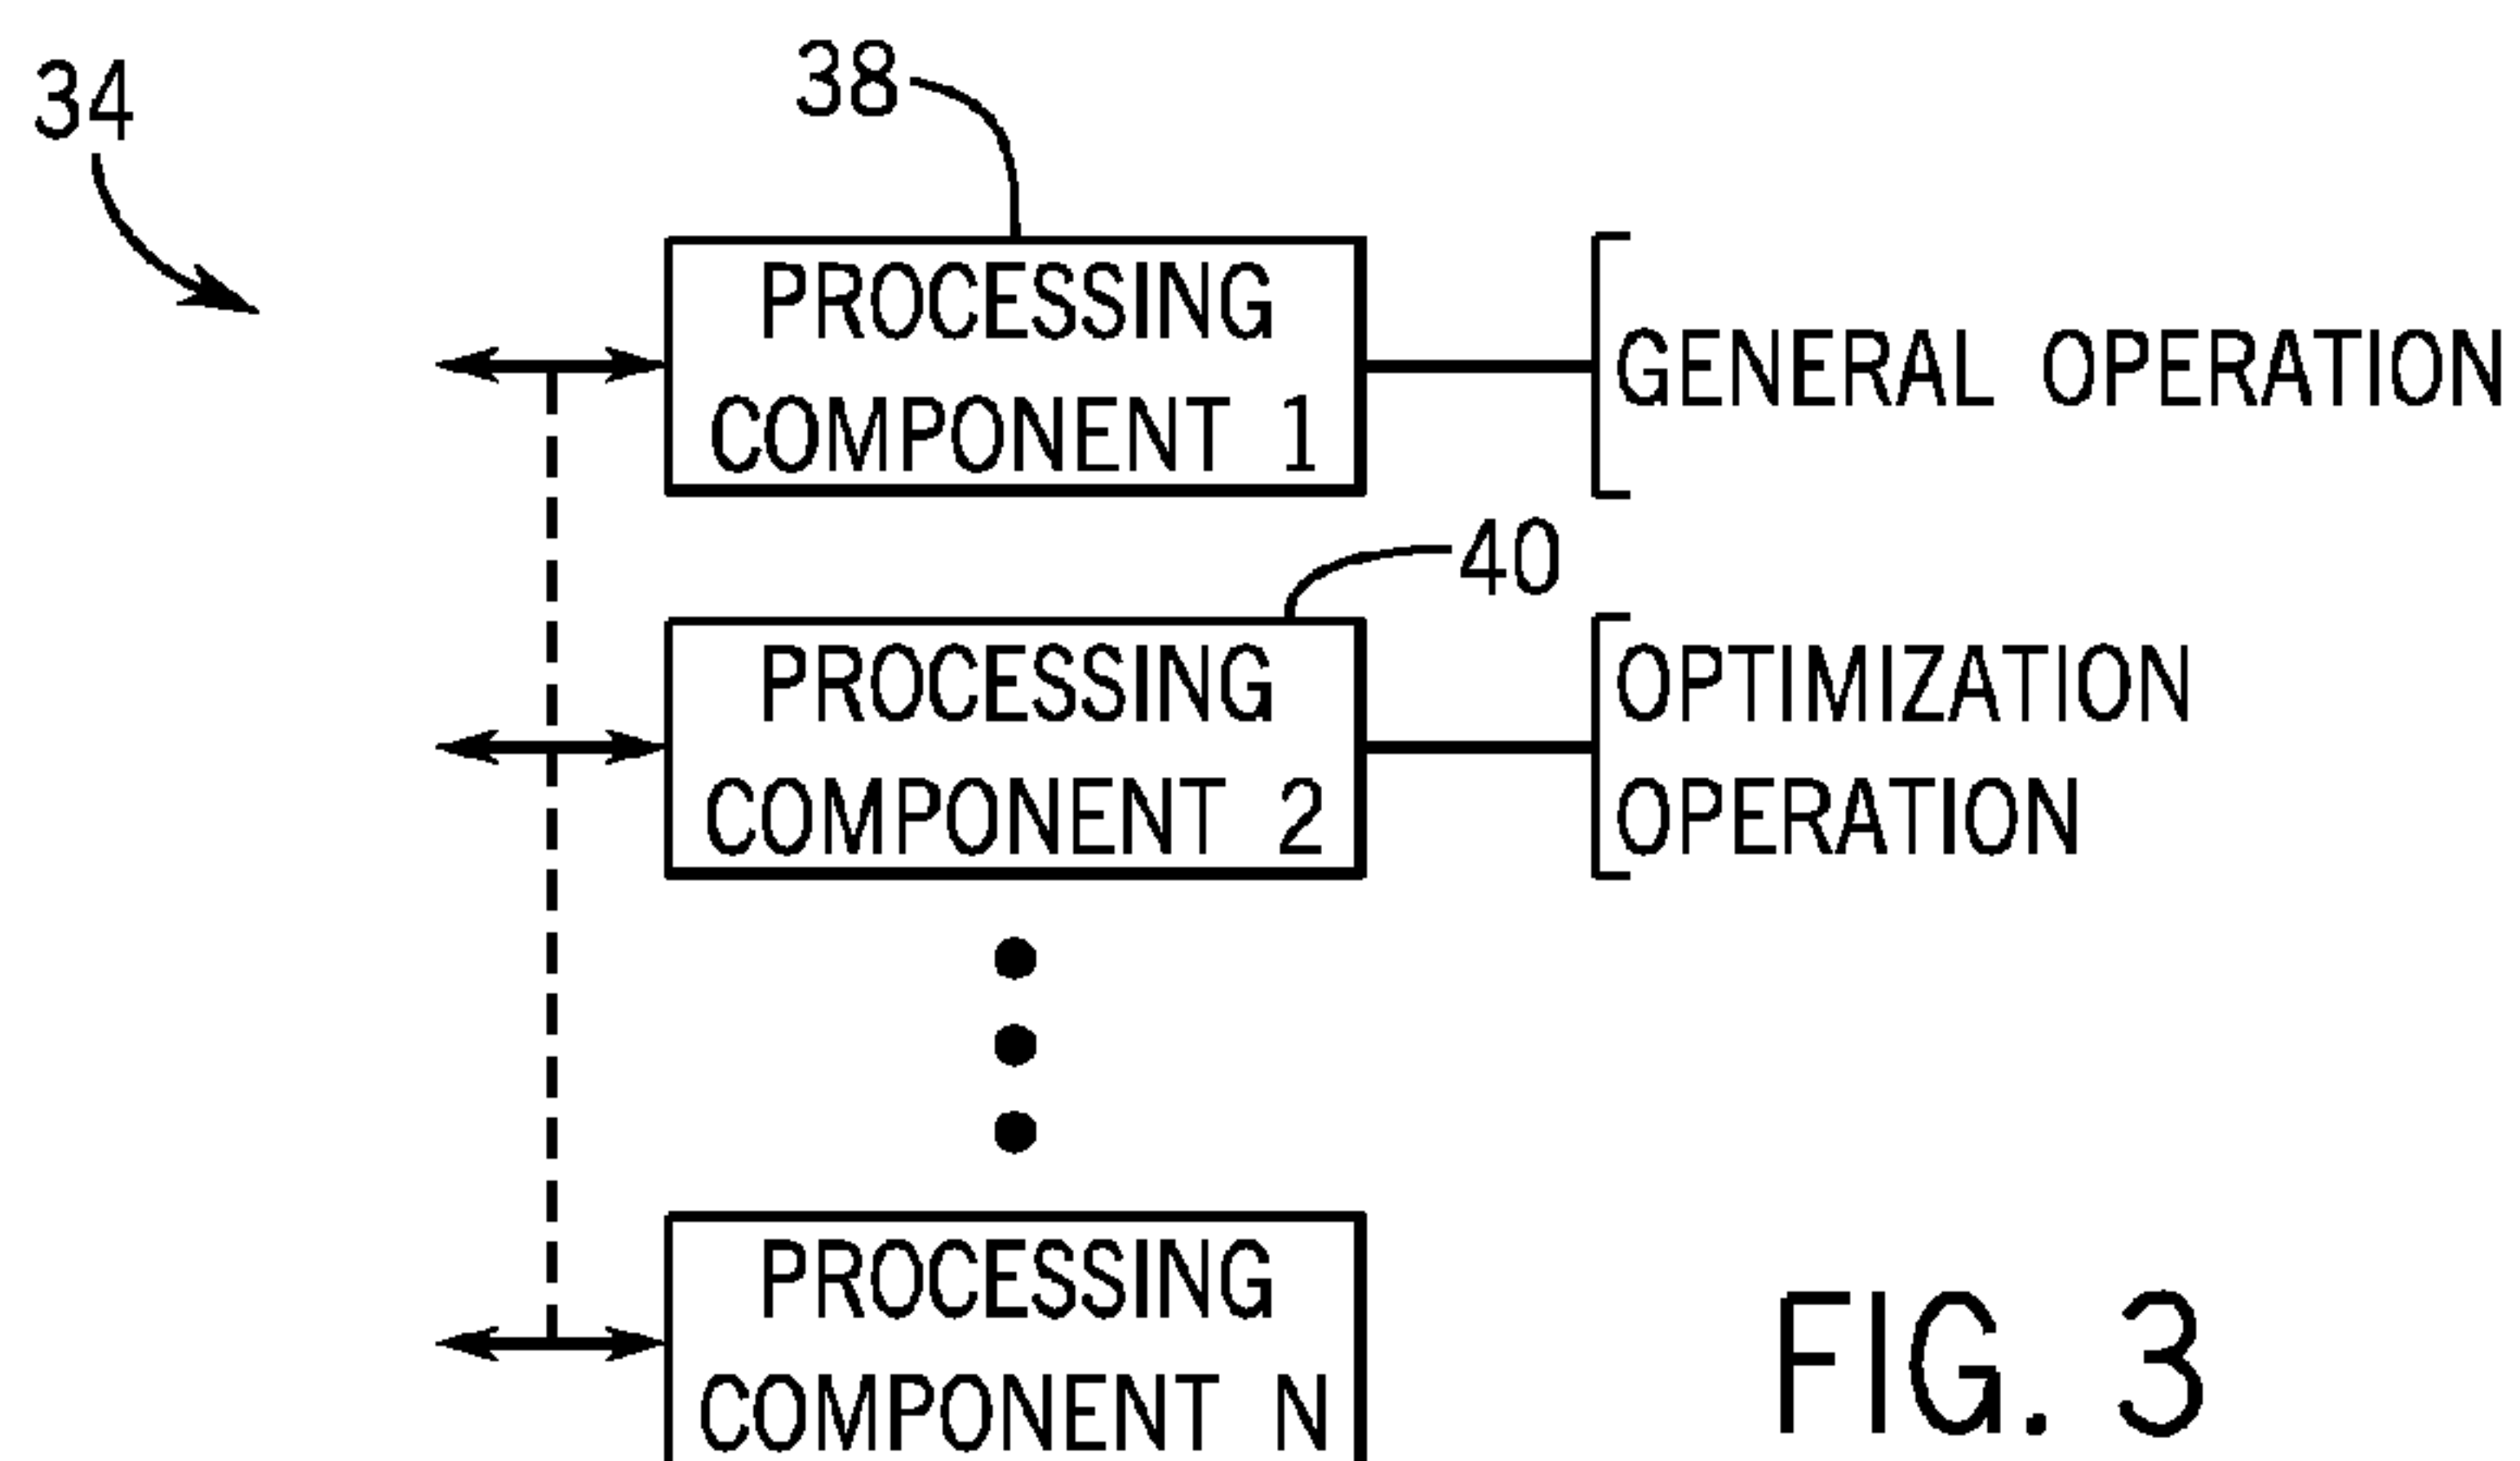 34
38
PROCESSING
COMPONENT 1
GENERAL OPERATION
40
PROCESSING
COMPONENT 2
OPTIMIZATION
OPERATION
PROCESSING
COMPONENT N
FIG. 3